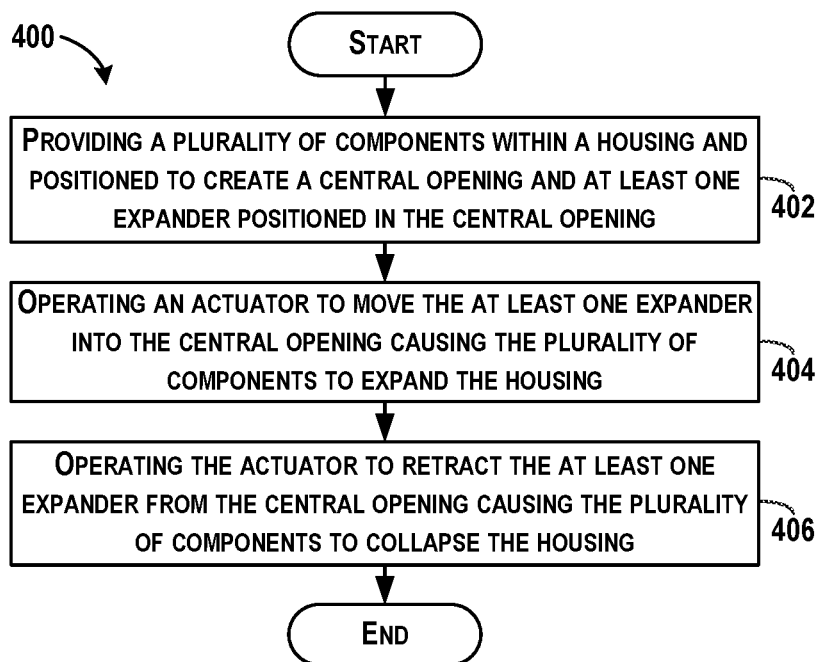 400
START
PROVIDING A PLURALITY OF COMPONENTS WITHIN A HOUSING AND
POSITIONED TO CREATE A CENTRAL OPENING AND AT LEAST ONE
EXPANDER POSITIONED IN THE CENTRAL OPENING
402
OPERATING AN ACTUATOR TO MOVE THE AT LEAST ONE EXPANDER
INTO THE CENTRAL OPENING CAUSING THE PLURALITY OF
COMPONENTS TO EXPAND THE HOUSING
404
OPERATING THE ACTUATOR TO RETRACT THE AT LEAST ONE
EXPANDER FROM THE CENTRAL OPENING CAUSING THE PLURALITY
OF COMPONENTS TO COLLAPSE THE HOUSING
406
END